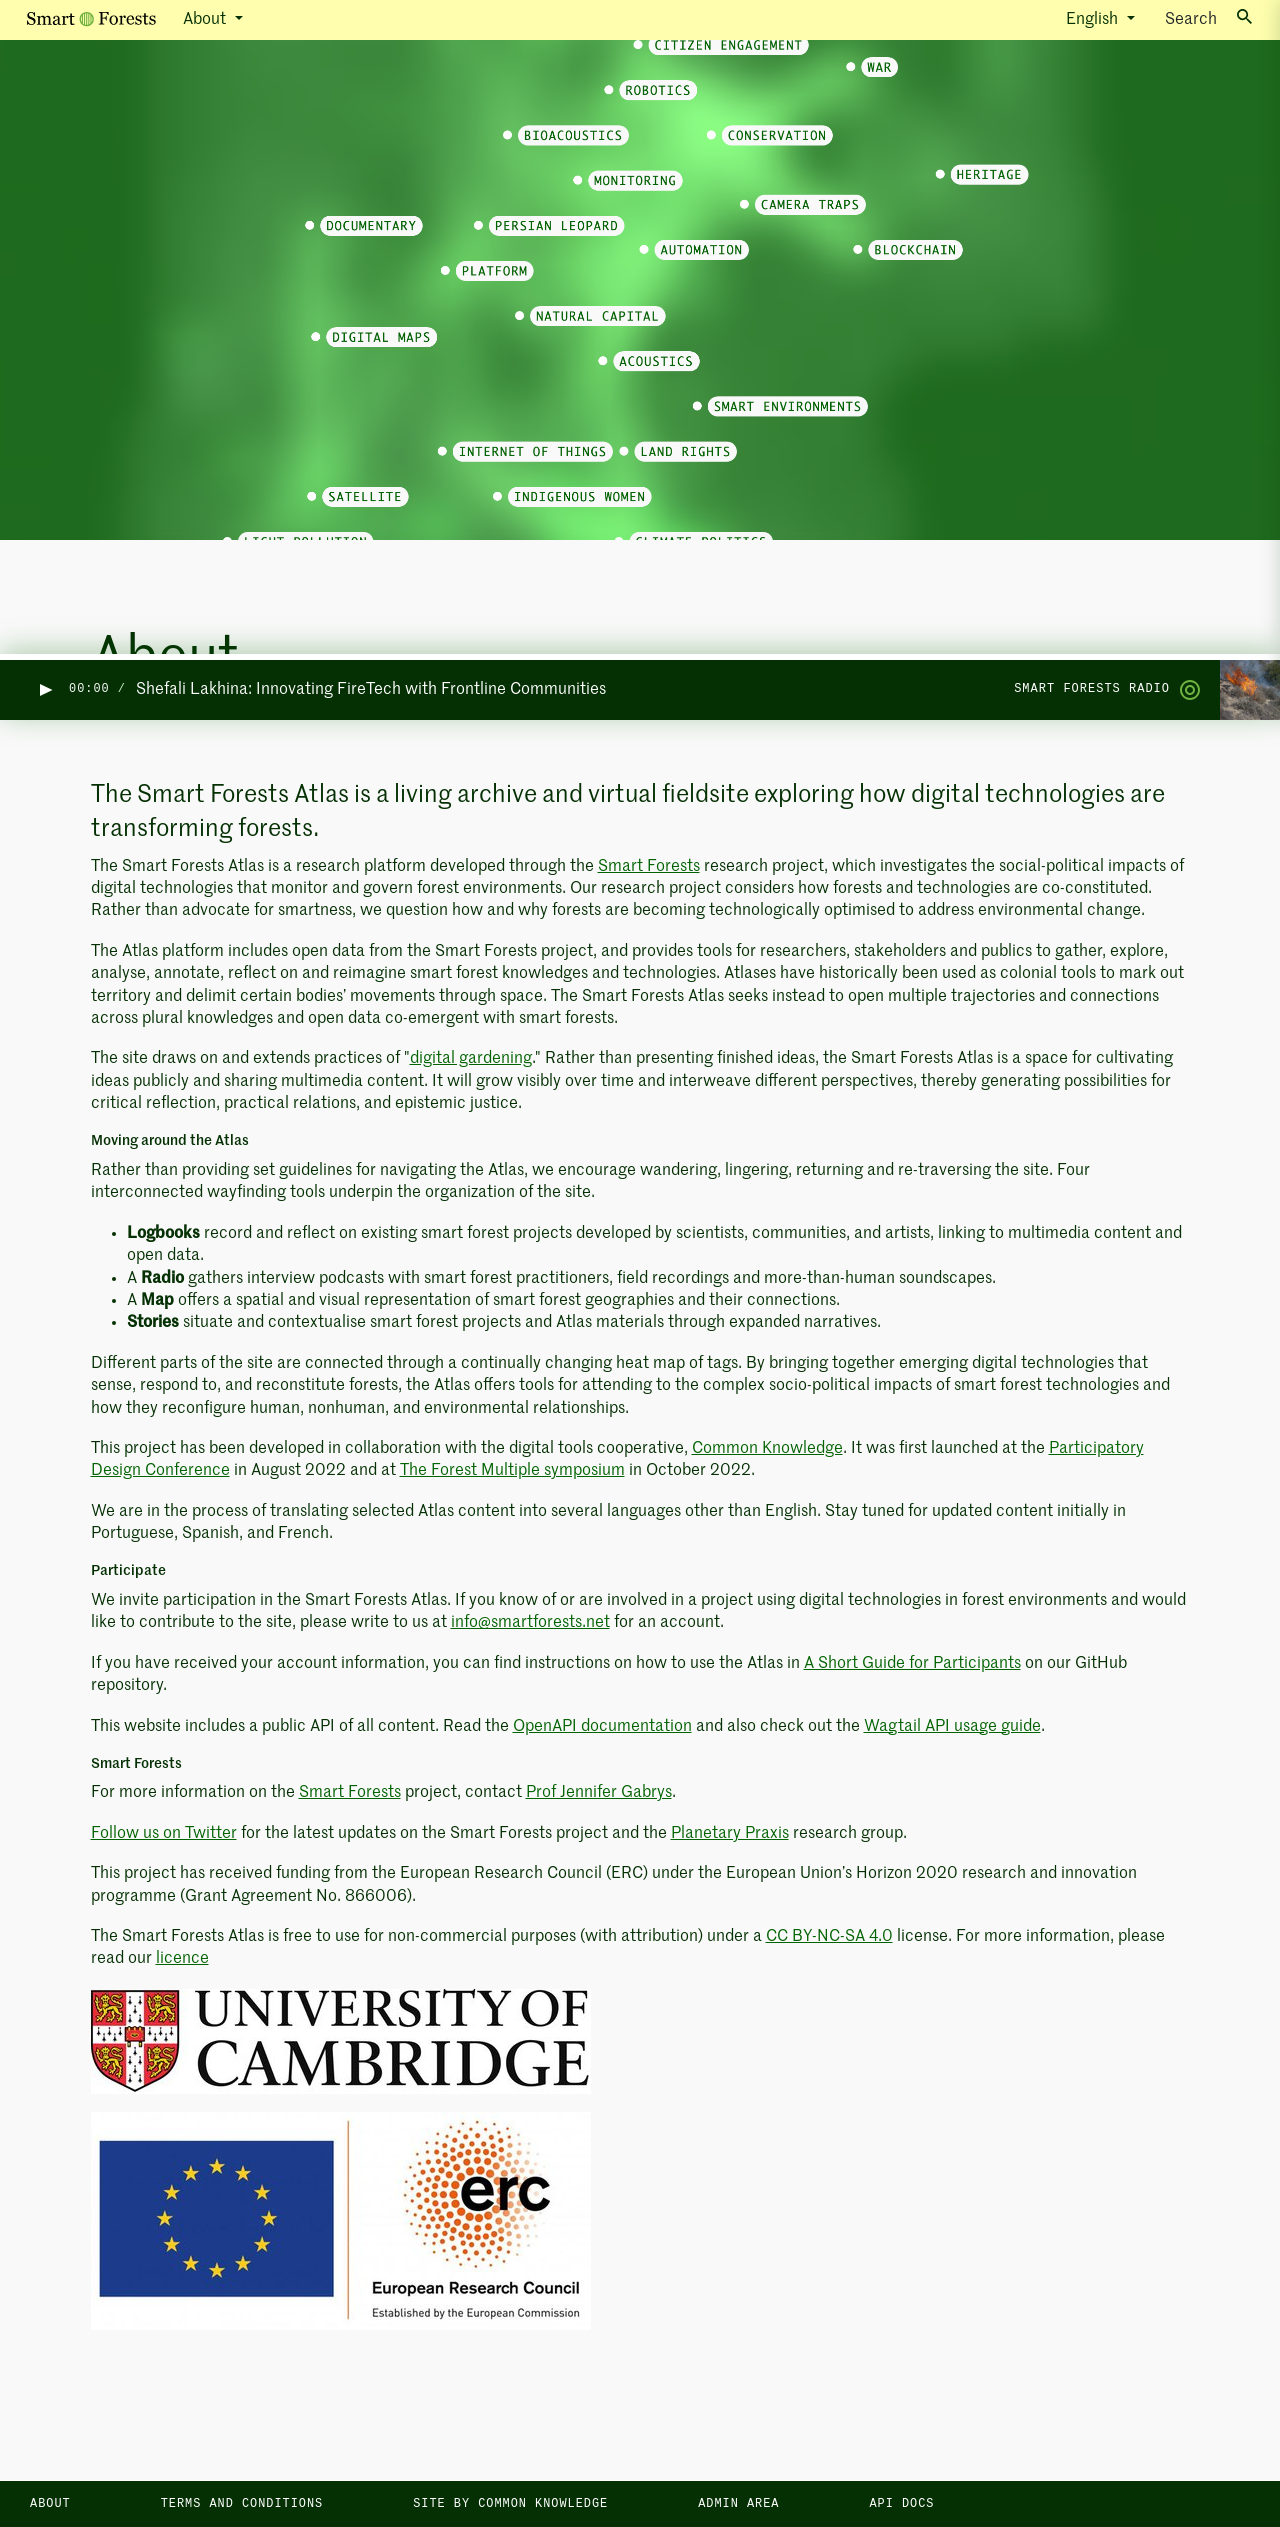 Smart Forests About English Search
CITIZEN ENGAGEMENT
WAR
ROBOTICS
BIOACOUSTICS CONSERVATION
HERITAGE
MONITORING
CAMERA TRAPS
DOCUMENTARY PERSIAN LEOPARD
AUTOMATION BLOCKCHAIN
PLATFORM
NATURAL CAPITAL
DIGITAL MAPS
ACOUSTICS
SMART ENVIRONMENTS
INTERNET OF THINGS LAND RIGHTS
SATELLITE INDIGENOUS WOMEN
LIGHT POLLUTION CLIMATE POLITICS
About
00:00 / Shefali Lakhina: Innovating FireTech with Frontline Communities SMART FORESTS RADIO
The Smart Forests Atlas is a living archive and virtual fieldsite exploring how digital technologies are
transforming forests.
The Smart Forests Atlas is a research platform developed through the Smart Forests research project, which investigates the social-political impacts of
digital technologies that monitor and govern forest environments. Our research project considers how forests and technologies are co-constituted.
Rather than advocate for smartness, we question how and why forests are becoming technologically optimised to address environmental change.
The Atlas platform includes open data from the Smart Forests project, and provides tools for researchers, stakeholders and publics to gather, explore,
analyse, annotate, reflect on and reimagine smart forest knowledges and technologies. Atlases have historically been used as colonial tools to mark out
territory and delimit certain bodies’ movements through space. The Smart Forests Atlas seeks instead to open multiple trajectories and connections
across plural knowledges and open data co-emergent with smart forests.
The site draws on and extends practices of "digital gardening." Rather than presenting finished ideas, the Smart Forests Atlas is a space for cultivating
ideas publicly and sharing multimedia content. It will grow visibly over time and interweave different perspectives, thereby generating possibilities for
critical reflection, practical relations, and epistemic justice.
Moving around the Atlas
Rather than providing set guidelines for navigating the Atlas, we encourage wandering, lingering, returning and re-traversing the site. Four
interconnected wayfinding tools underpin the organization of the site.
• Logbooks record and reflect on existing smart forest projects developed by scientists, communities, and artists, linking to multimedia content and
open data.
• A Radio gathers interview podcasts with smart forest practitioners, field recordings and more-than-human soundscapes.
• A Map offers a spatial and visual representation of smart forest geographies and their connections.
• Stories situate and contextualise smart forest projects and Atlas materials through expanded narratives.
Different parts of the site are connected through a continually changing heat map of tags. By bringing together emerging digital technologies that
sense, respond to, and reconstitute forests, the Atlas offers tools for attending to the complex socio-political impacts of smart forest technologies and
how they reconfigure human, nonhuman, and environmental relationships.
This project has been developed in collaboration with the digital tools cooperative, Common Knowledge. It was first launched at the Participatory
Design Conference in August 2022 and at The Forest Multiple symposium in October 2022.
We are in the process of translating selected Atlas content into several languages other than English. Stay tuned for updated content initially in
Portuguese, Spanish, and French.
Participate
We invite participation in the Smart Forests Atlas. If you know of or are involved in a project using digital technologies in forest environments and would
like to contribute to the site, please write to us at info@smartforests.net for an account.
If you have received your account information, you can find instructions on how to use the Atlas in A Short Guide for Participants on our GitHub
repository.
This website includes a public API of all content. Read the OpenAPI documentation and also check out the Wagtail API usage guide.
Smart Forests
For more information on the Smart Forests project, contact Prof Jennifer Gabrys.
Follow us on Twitter for the latest updates on the Smart Forests project and the Planetary Praxis research group.
This project has received funding from the European Research Council (ERC) under the European Union’s Horizon 2020 research and innovation
programme (Grant Agreement No. 866006).
The Smart Forests Atlas is free to use for non-commercial purposes (with attribution) under a CC BY-NC-SA 4.0 license. For more information, please
read our licence
UNIVERSITY OF
CAMBRIDGE
erc
European Research Council
Established by the European Commission
ABOUT TERMS AND CONDITIONS SITE BY COMMON KNOWLEDGE ADMIN AREA API DOCS